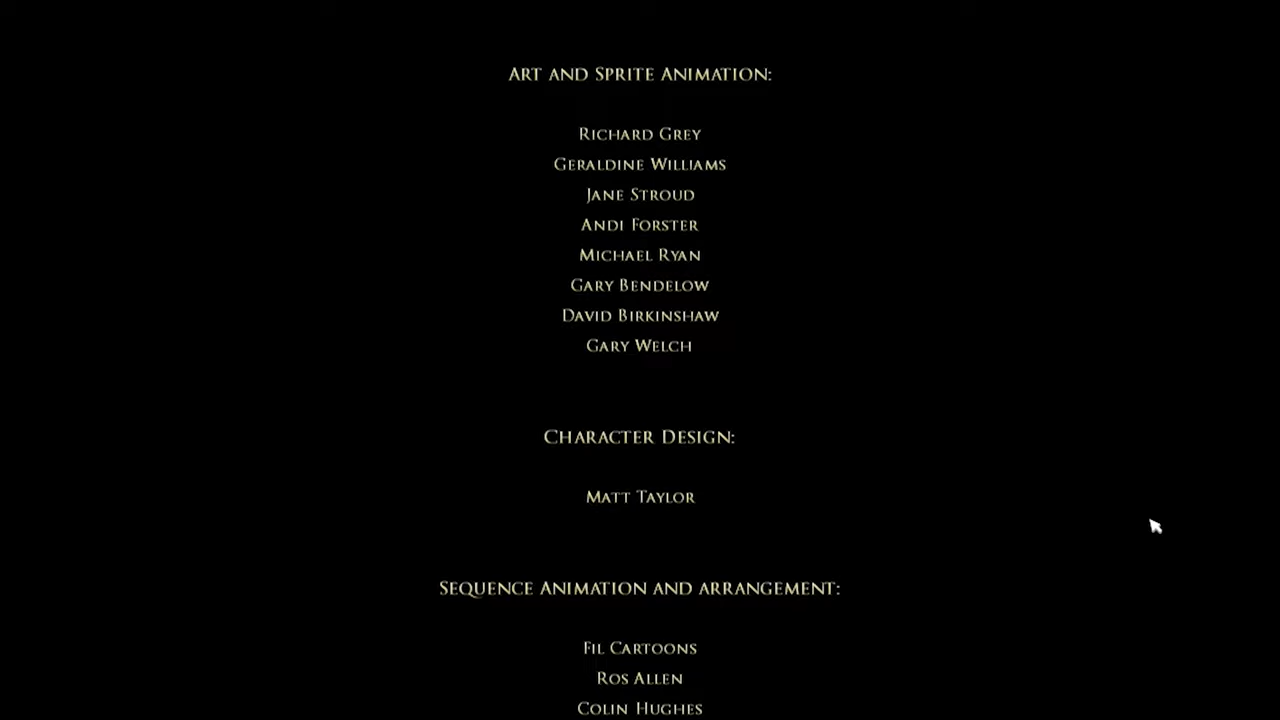 Art and Sprite Animation:
Richard Grey
Geraldine Williams
Jane Stroud
Andi Forster
Michael Ryan
Gary Bendelow
David Birkinshaw
Gary Welch
Character Design:
Matt Taylor
Sequence Animation and arrangement:
Fil Cartoons
Ros Allen
Colin Hughes